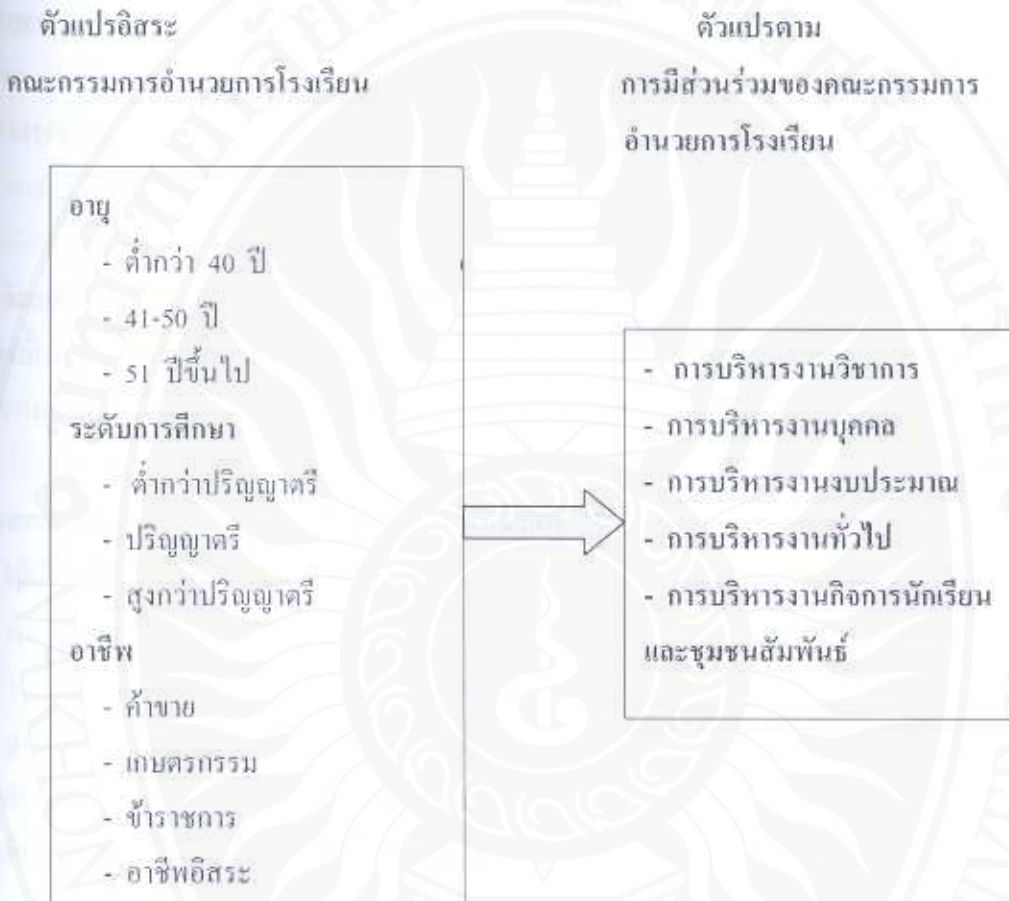 ตัวแปรอิสระ
คณะกรรมการอำนวยการโรงเรียน
อายุ
- ต่ำกว่า 40 ปี
- 41-50 ปี
- 51 ปีขึ้นไป
ระดับการศึกษา
- ต่ำกว่าปริญญาตรี
- ปริญญาตรี
- สูงกว่าปริญญาตรี
อาชีพ
- ค้าขาย
- เกษตรกรรม
- ข้าราชการ
- อาชีพอิสระ
ตัวแปรตาม
การมีส่วนร่วมของคณะกรรมการ
อำนวยการโรงเรียน
- การบริหารงานวิชาการ
- การบริหารงานบุคคล
- การบริหารงานงบประมาณ
- การบริหารงานทั่วไป
- การบริหารงานกิจการนักเรียน
และชุมชนสัมพันธ์